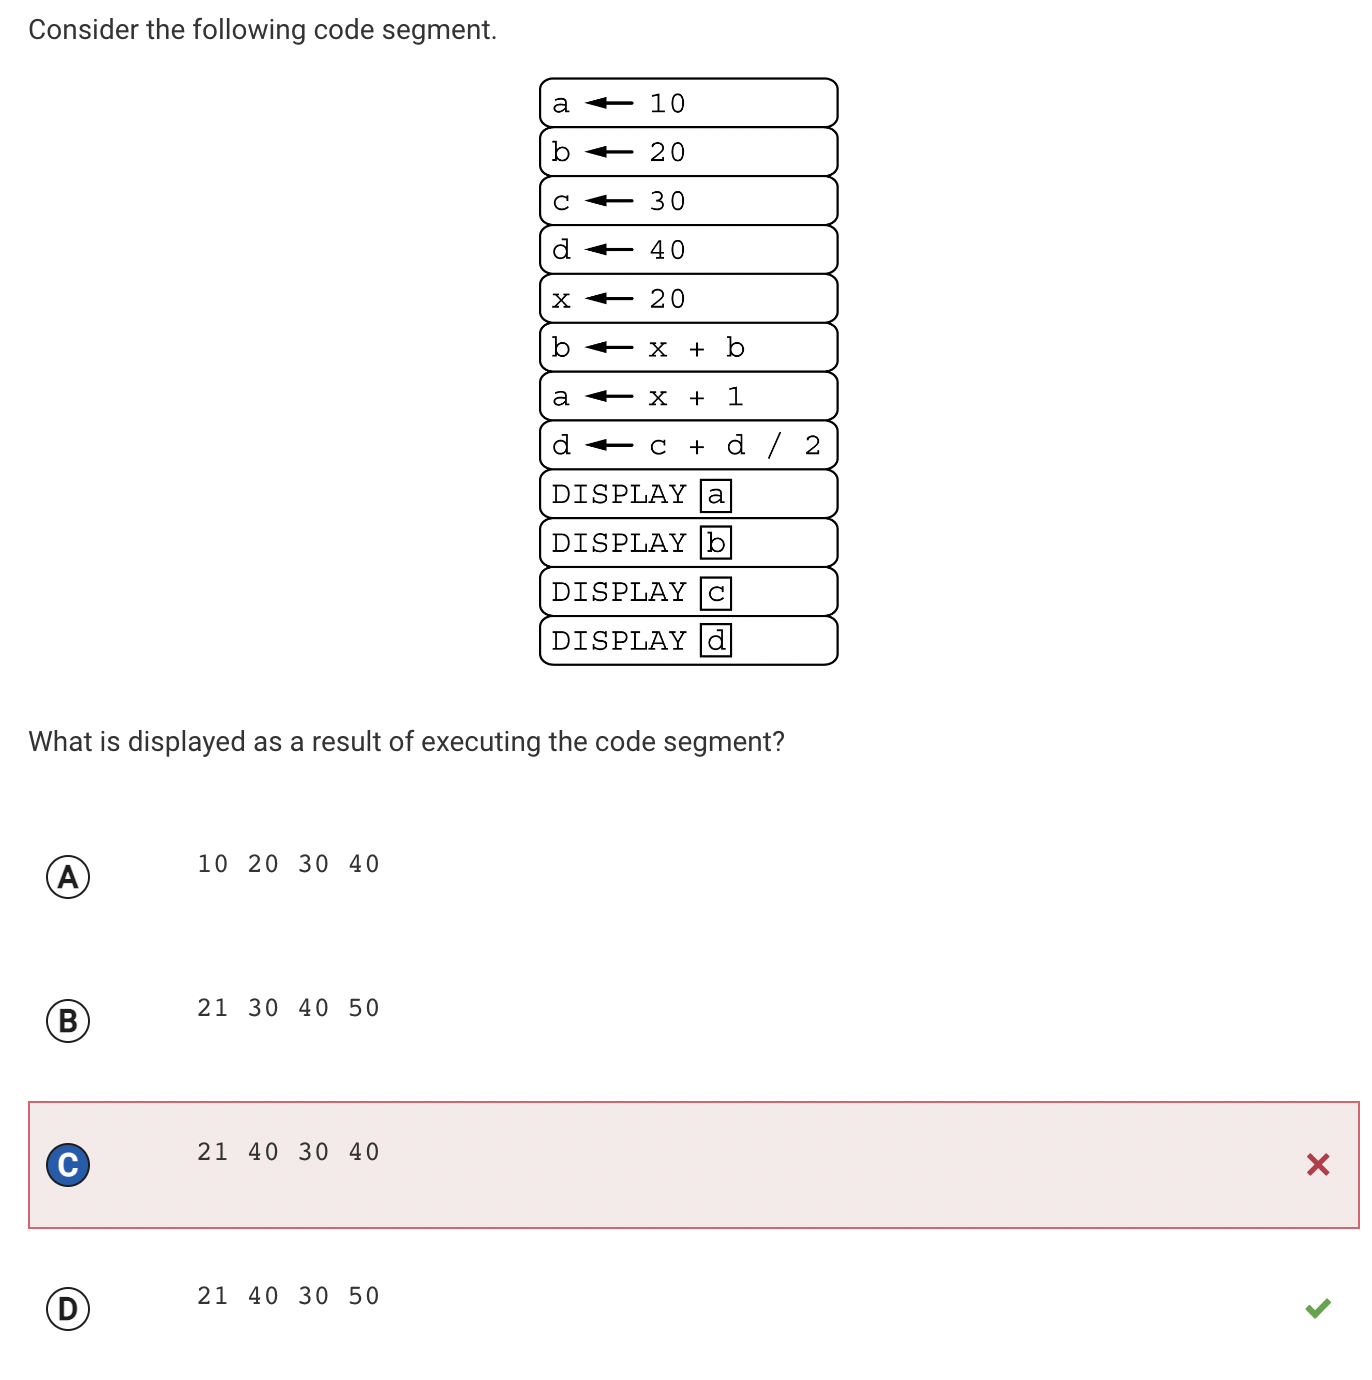 Consider the following code segment.
a ← 10
b ← 20
c ← 30
d ← 40
x ← 20
b ← x + b
a ← x + 1
d ← c + d / 2
DISPLAY a
DISPLAY b
DISPLAY c
DISPLAY d
What is displayed as a result of executing the code segment?
A 10 20 30 40
B 21 30 40 50
C 21 40 30 40
D 21 40 30 50